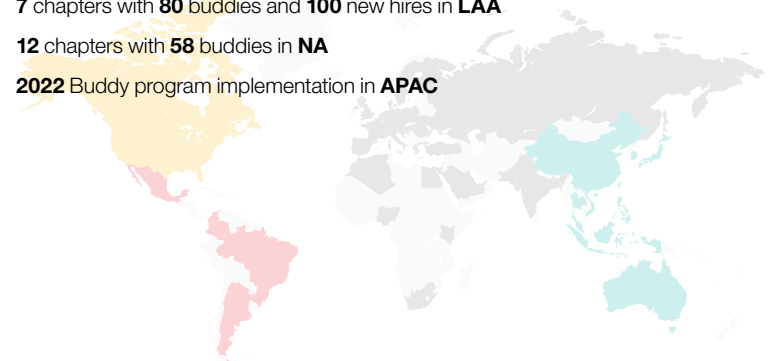 7 chapters with 80 buddies and 100 new hires in LAA
12 chapters with 58 buddies in NA
2022 Buddy program implementation in APAC